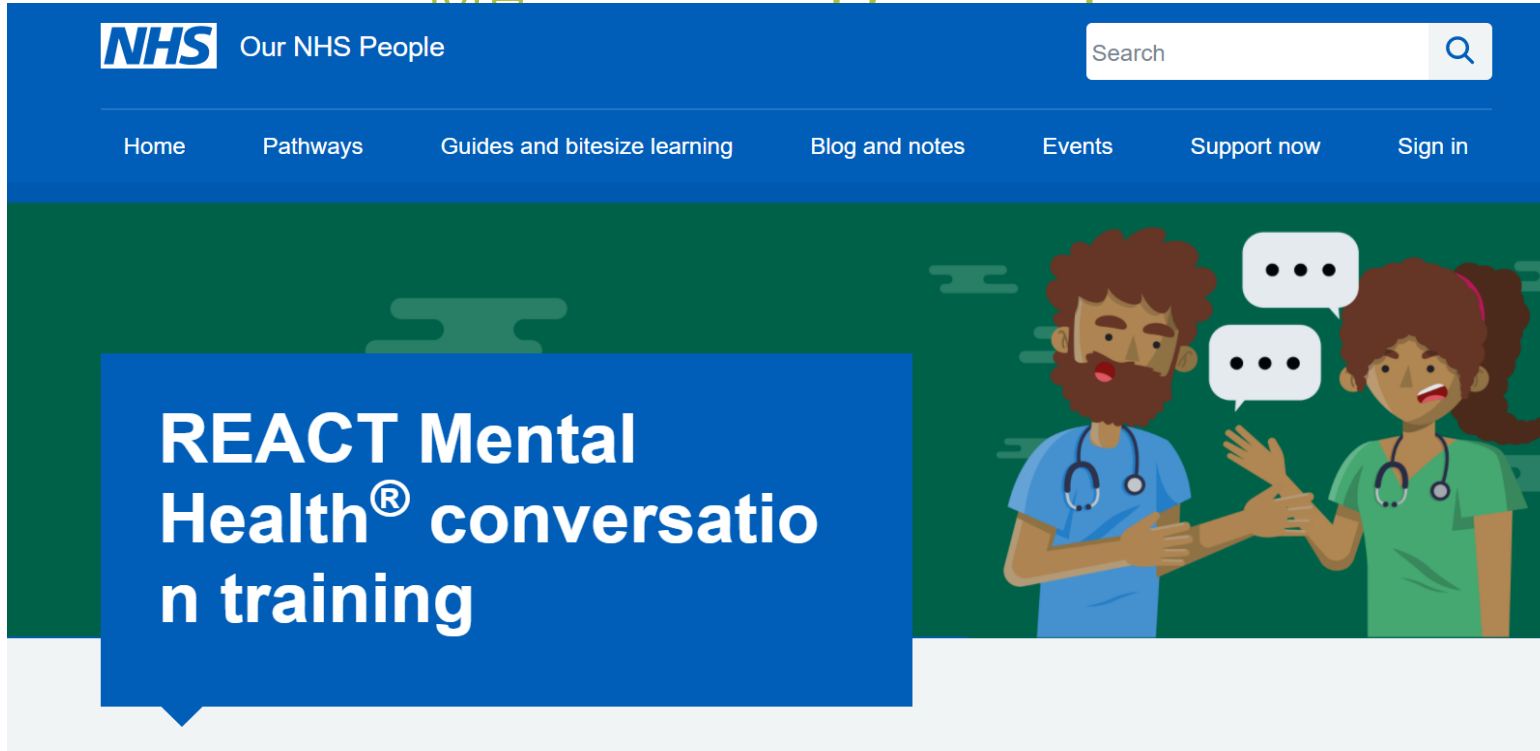 NHS Our NHS People
Search
Home Pathways Guides and bitesize learning Blog and notes Events Support now Sign in
REACT Mental
Health® conversatio
n training